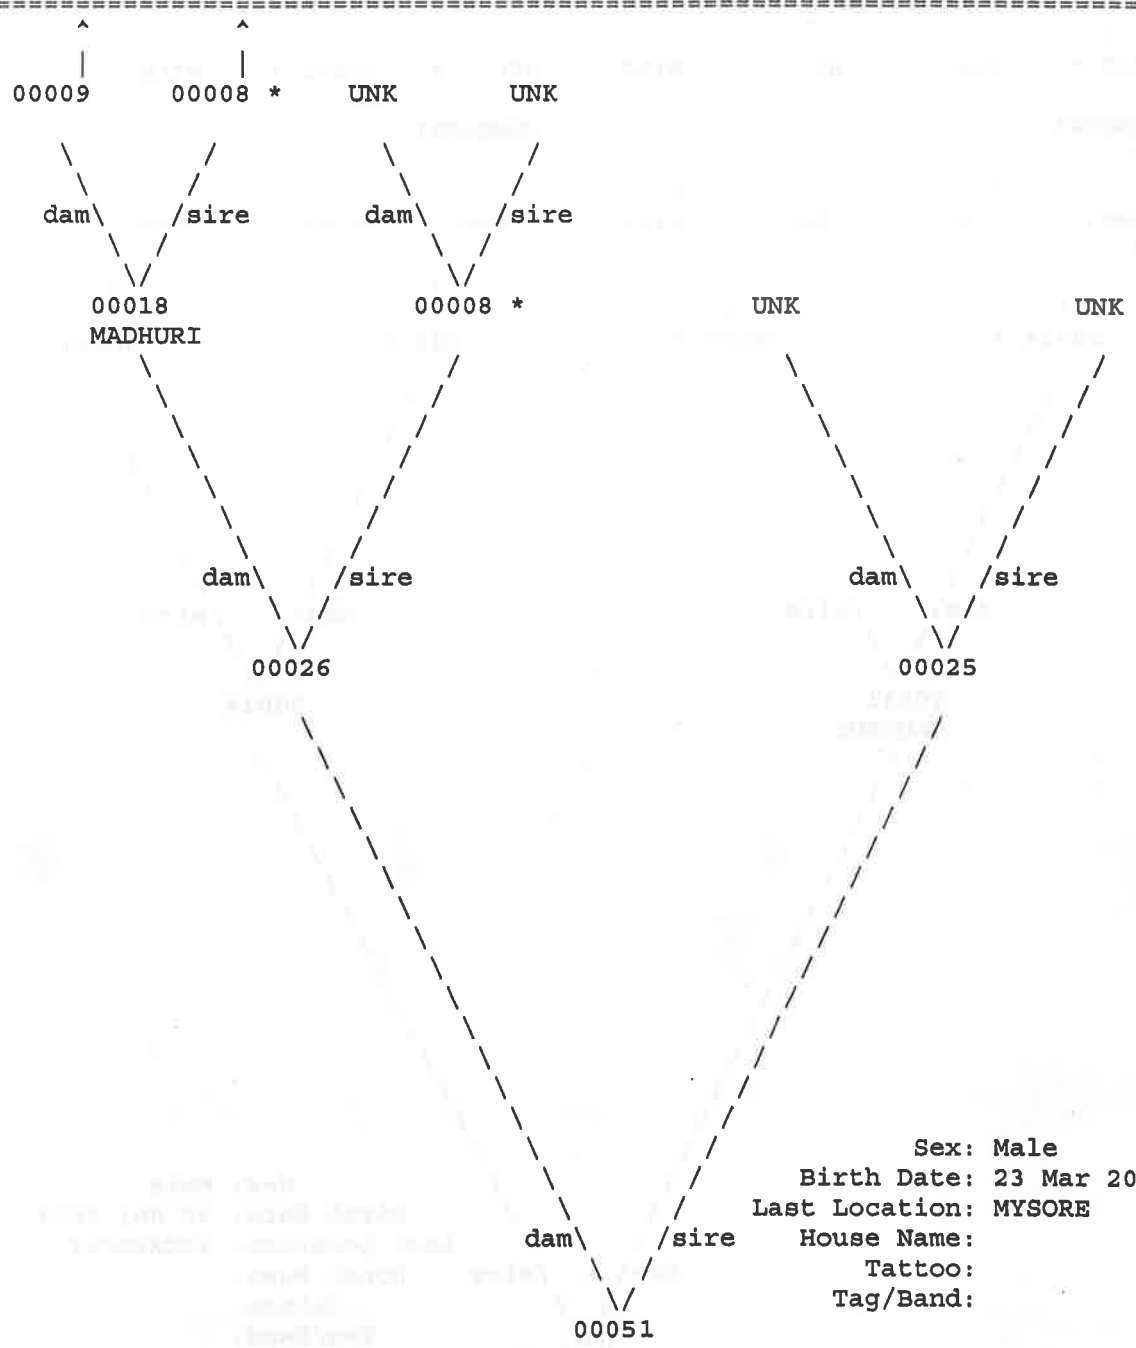 00009 00008 * UNK UNK
dam sire dam sire
00018 00008 * UNK UNK
MADHURI
dam sire dam sire
00026 00025
Sex: Male
Birth Date: 23 Mar 20
Last Location: MYSORE
dam sire House Name:
Tattoo:
Tag/Band:
00051